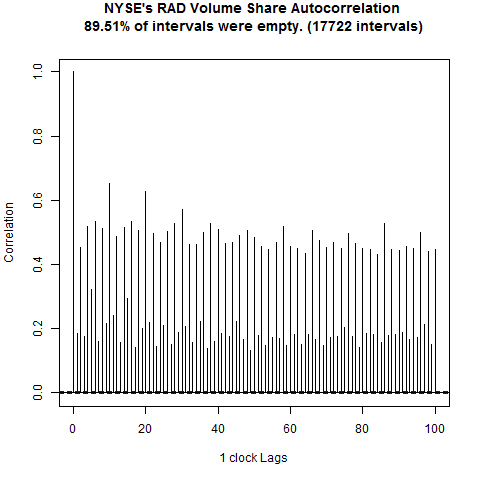 NYSE's RAD Volume Share Autocorrelation
89.51% of intervals were empty. (17722 intervals)
1.0
0.8
0.6
0.4
0.2
0.0
Correlation
0 20 40 60 80 100
1 clock Lags